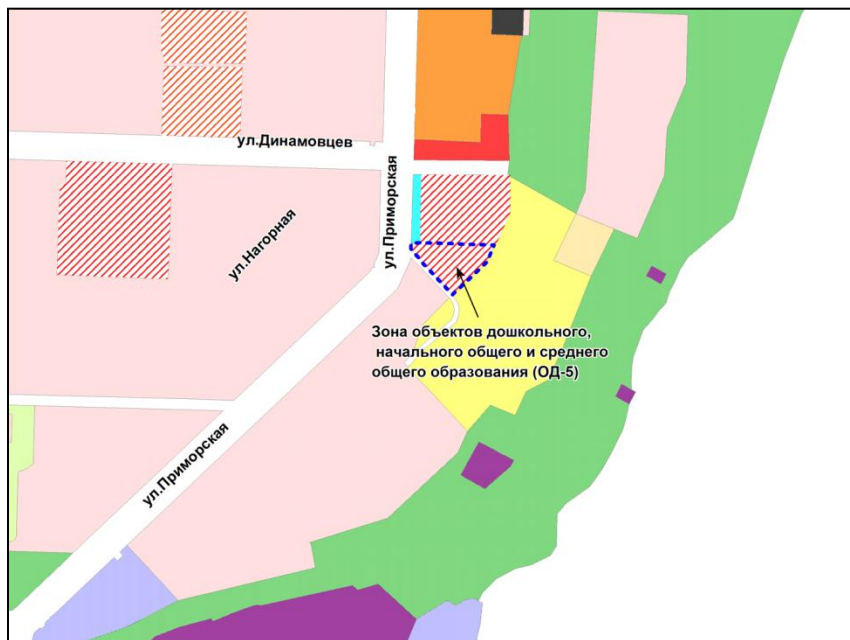 ул.Динамовцев
ул.Приморская
ул.Нагорная
Зона объектов дошкольного,
начального общего и среднего
общего образования (ОД-5)
ул.Приморская